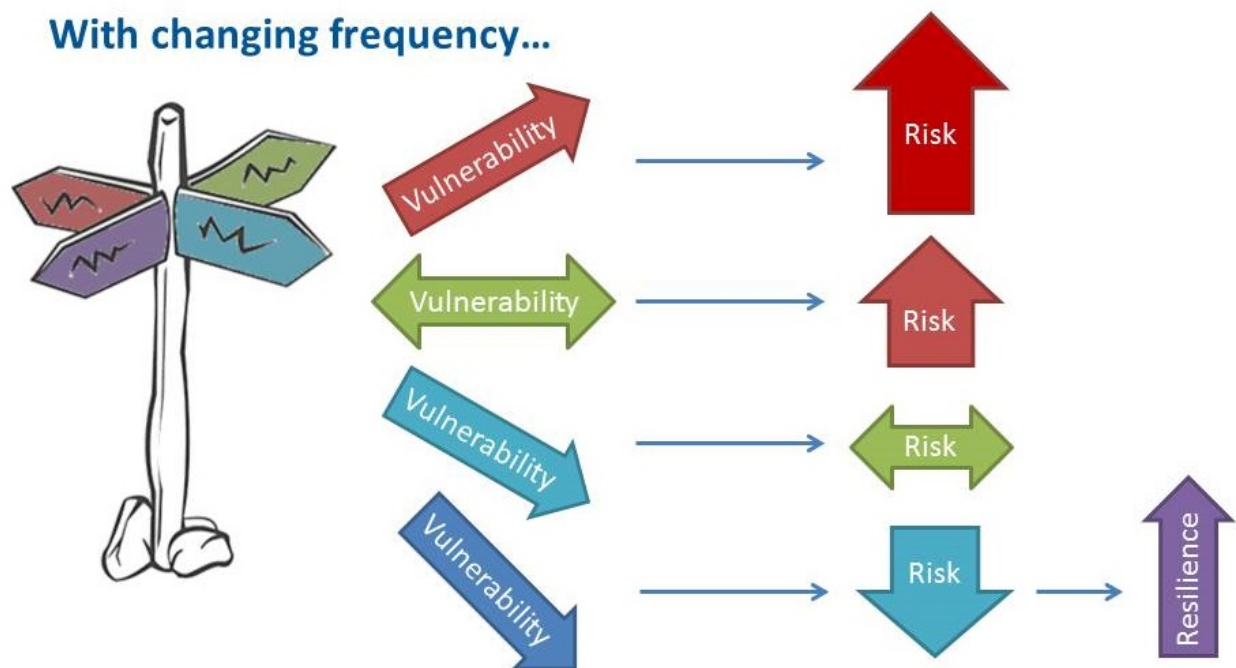 With changing frequency...
Vulnerability
Risk
Vulnerability
Risk
Vulnerability
Risk
Vulnerability
Risk
Resilience